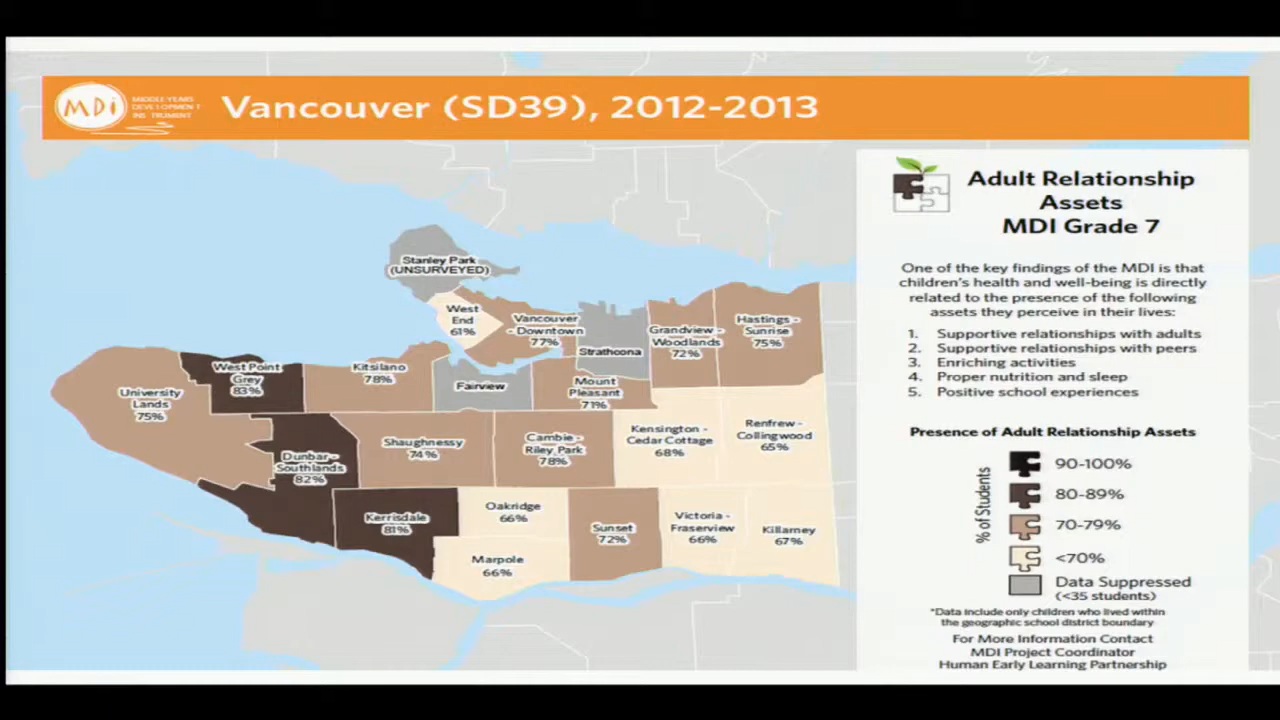 MDi
MIDDLE YEARS
DEVELOPMENT
INSTRUMENT
Vancouver (SD39), 2012-2013
Adult Relationship
Assets
MDI Grade 7
One of the key findings of the MDI is that
children's health and well-being is directly
related to the presence of the following
assets they perceive in their lives:
1. Supportive relationships with adults
2. Supportive relationships with peers
3. Enriching activities
4. Proper nutrition and sleep
5. Positive school experiences
Presence of Adult Relationship Assets
% of Students
90-100%
80-89%
70-79%
<70%
Data Suppressed
(<35 students)
*Data include only children who lived within
the geographic school district boundary
For More Information Contact
MDI Project Coordinator
Human Early Learning Partnership
Stanley Park
(UNSURVEYED)
West
End
61%
Vancouver
- Downtown
77%
Strathcona
Grandview -
Woodlands
72%
Hastings -
Sunrise
75%
University
Lands
75%
West Point
Grey
83%
Kitsilano
78%
Fairview
Mount
Pleasant
71%
Dunbar -
Southlands
82%
Shaughnessy
74%
Cambie -
Riley Park
78%
Kensington -
Cedar Cottage
68%
Renfrew -
Collingwood
65%
Kerrisdale
81%
Oakridge
66%
Marpole
66%
Sunset
72%
Victoria -
Fraserview
66%
Killarney
67%